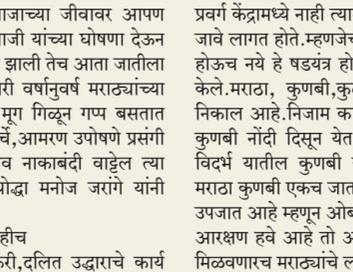 ाजाच्या जीवावर आपण
ाजी यांच्या घोषणा देऊन
झाली तेच आता जातीला
री वर्षानुवर्ष मराठ्यांच्या
मूग गिळून गप्प बसतात
र्चे,आमरण उपोषणे प्रसंगी
व नाकाबंदी वाट्टेल त्या
योद्धा मनोज जरांगे यांनी
हीच
करी,दलित उद्धाराचे कार्य
प्रवर्ग केंद्रामध्ये नाही त्या
जावे लागत होते.म्हणजेच
होऊच नये हे षडयंत्र हो
केले.मराठा, कुणबी,कु
निकाल आहे.निजाम का
कुणबी नोंदी दिसून येत
विदर्भ यातील कुणबी
मराठा कुणबी एकच जात
उपजात आहे म्हणून ओब
आरक्षण हवे आहे तो अ
मिळवणारच मराठ्यांचे ल